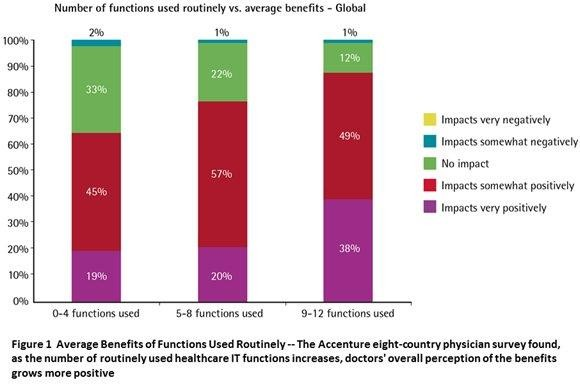 Number of functions used routinely vs. average benefits - Global
100%
90%
80%
70%
60%
50%
40%
30%
20%
10%
0%
2%
33%
45%
19%
1%
22%
57%
20%
1%
12%
49%
38%
0-4 functions used
5-8 functions used
9-12 functions used
Impacts very negatively
Impacts somewhat negatively
No impact
Impacts somewhat positively
Impacts very positively
Figure 1 Average Benefits of Functions Used Routinely -- The Accenture eight-country physician survey found,
as the number of routinely used healthcare IT functions increases, doctors' overall perception of the benefits
grows more positive